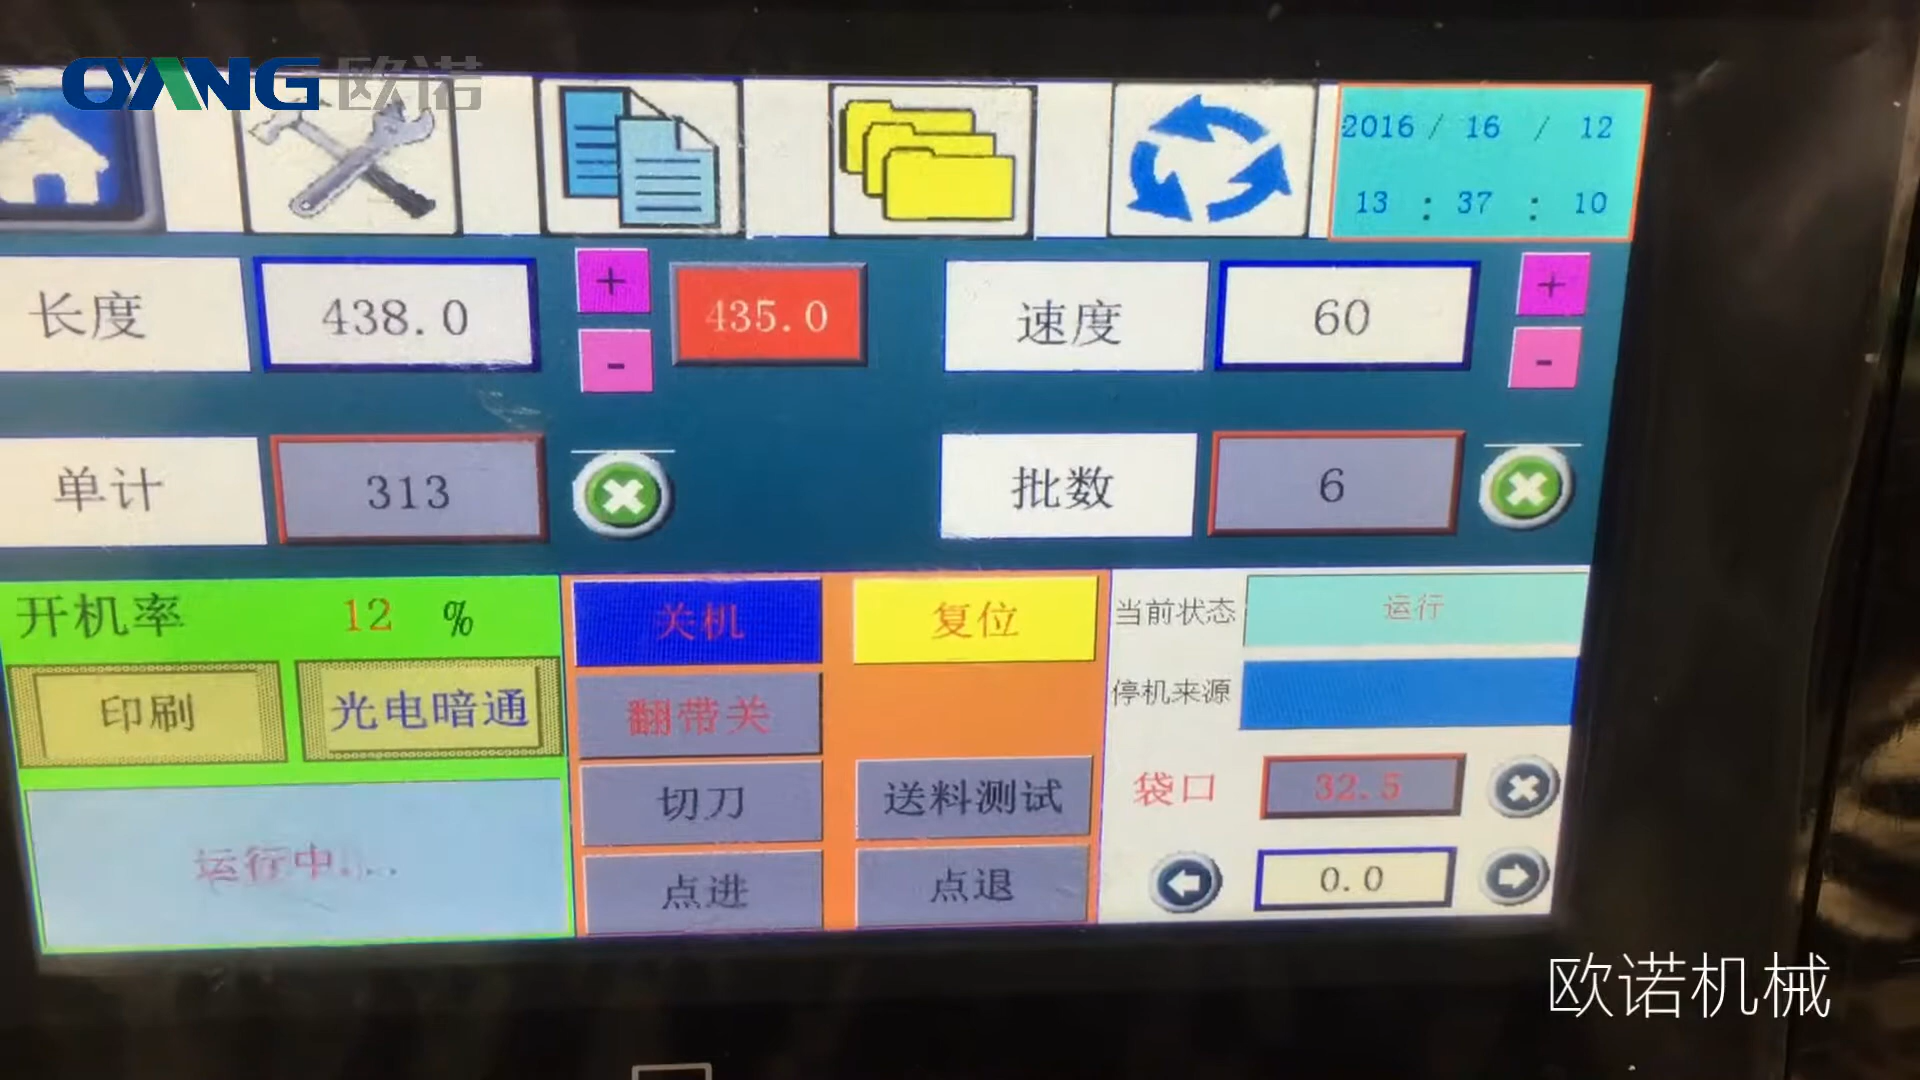 OYANG 欧诺
2016 / 16 / 12
13 : 37 : 10
长度 438.0 + - 435.0 速度 60 + -
单计 313 批数 6
开机率 12 %
印刷 光电暗通
运行中...
关机 复位
翻带关
切刀 送料测试
点进 点退
当前状态 运行
停机来源
袋口 32.5
0.0
欧诺机械